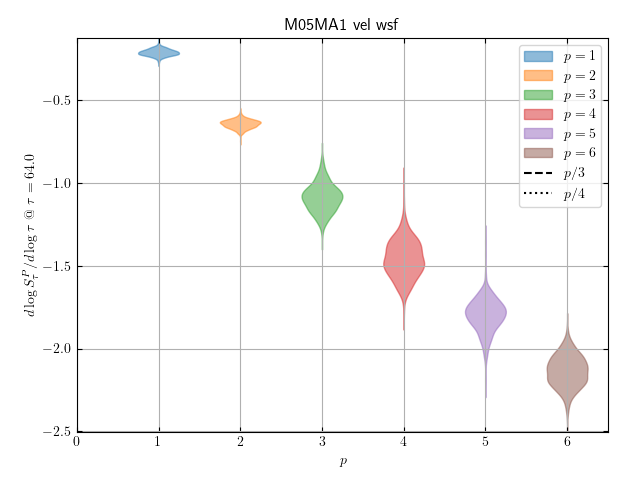 M05MA1 vel wsf
d log S_τ^P / d log τ @ τ = 64.0
−0.5
−1.0
−1.5
−2.0
−2.5
0 1 2 3 4 5 6
p
p = 1
p = 2
p = 3
p = 4
p = 5
p = 6
p/3
p/4